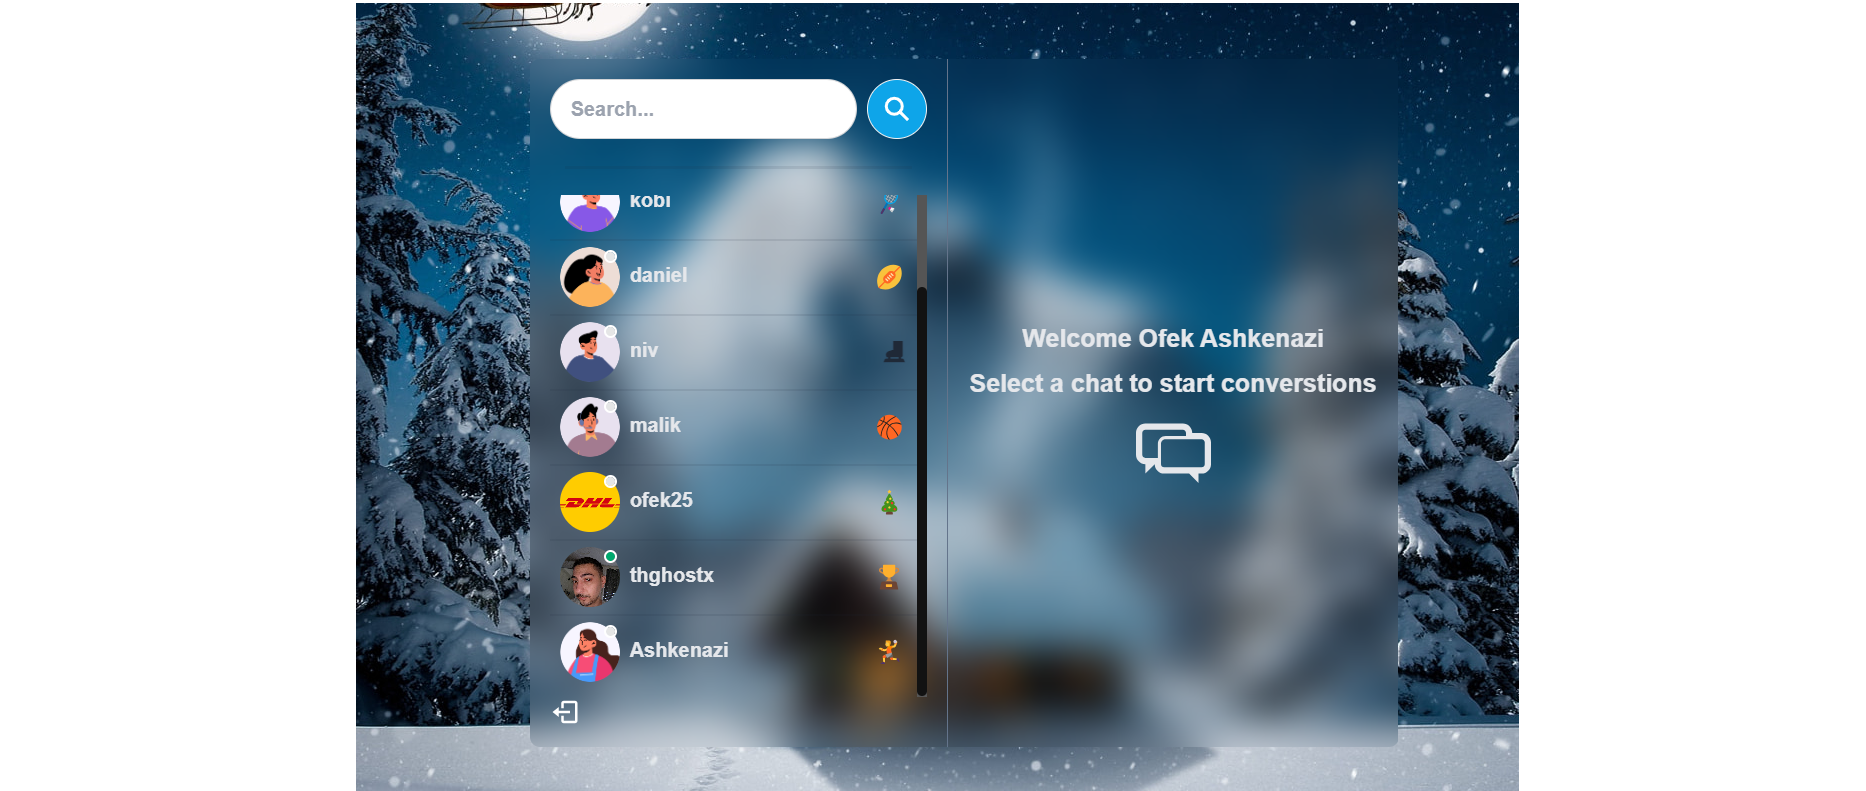 Search...
kobi
daniel
niv
malik
DHL
ofek25
thghostx
Ashkenazi
Welcome Ofek Ashkenazi
Select a chat to start converstions